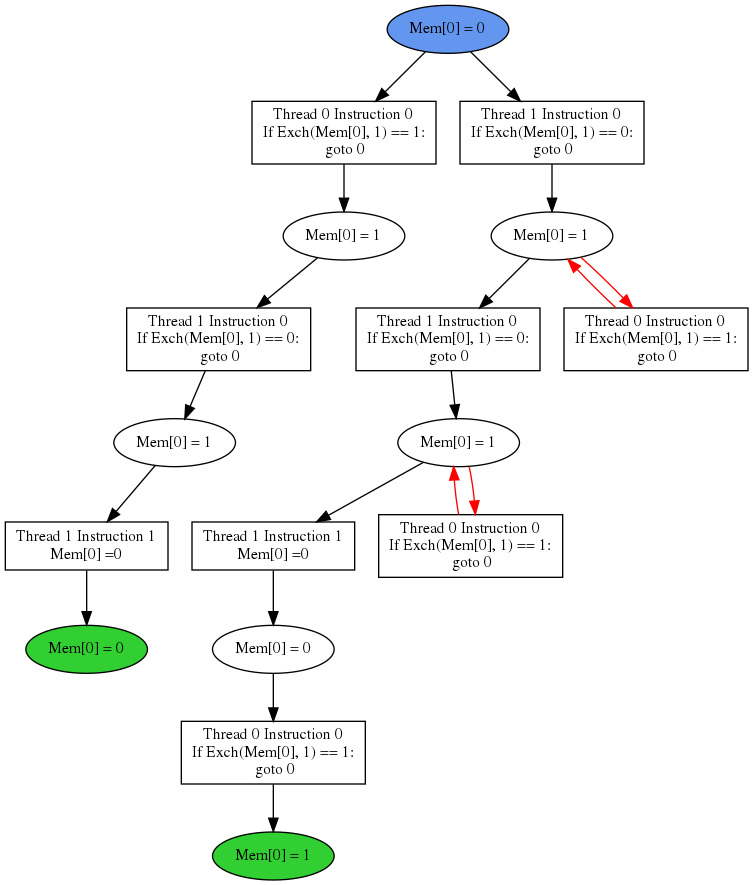 Mem[0] = 0
Thread 0 Instruction 0
If Exch(Mem[0], 1) == 1:
goto 0
Thread 1 Instruction 0
If Exch(Mem[0], 1) == 0:
goto 0
Mem[0] = 1
Mem[0] = 1
Thread 1 Instruction 0
If Exch(Mem[0], 1) == 0:
goto 0
Thread 1 Instruction 0
If Exch(Mem[0], 1) == 0:
goto 0
Thread 0 Instruction 0
If Exch(Mem[0], 1) == 1:
goto 0
Mem[0] = 1
Mem[0] = 1
Thread 1 Instruction 1
Mem[0] =0
Thread 1 Instruction 1
Mem[0] =0
Thread 0 Instruction 0
If Exch(Mem[0], 1) == 1:
goto 0
Mem[0] = 0
Mem[0] = 0
Thread 0 Instruction 0
If Exch(Mem[0], 1) == 1:
goto 0
Mem[0] = 1